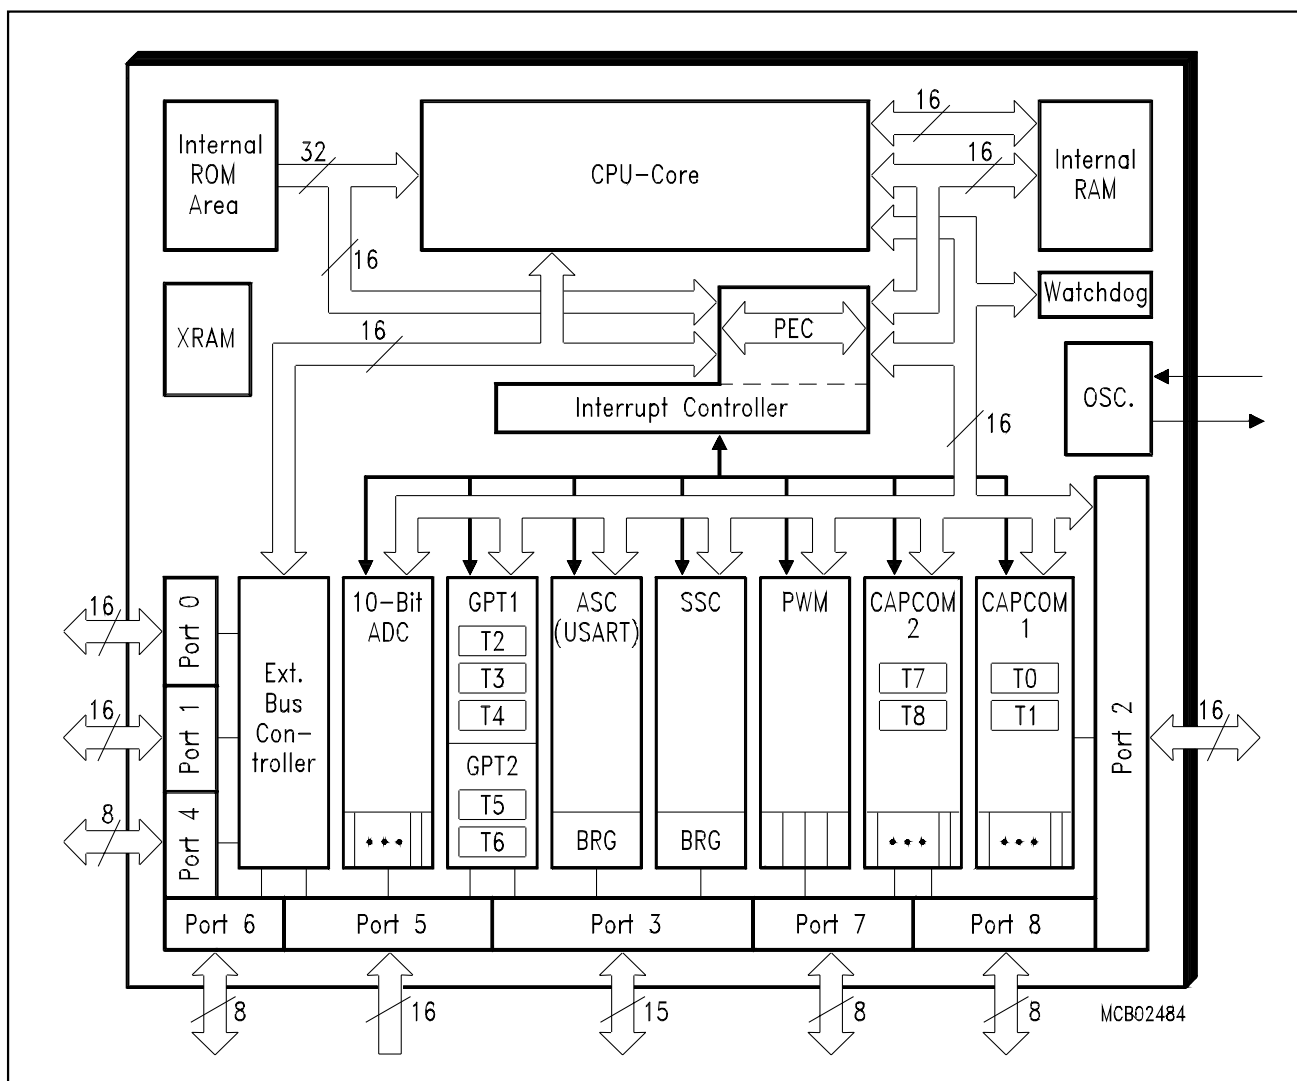 Internal
ROM
Area
32
CPU-Core
16
16
Internal
RAM
16
XRAM
16
PEC
Watchdog
OSC.
Interrupt Controller
16
Port 0
16
Port 1
16
Port 4
8
Ext.
Bus
Con-
troller
10-Bit
ADC
GPT1
T2
T3
T4
GPT2
T5
T6
ASC
(USART)
BRG
SSC
BRG
PWM
CAPCOM
2
T7
T8
CAPCOM
1
T0
T1
Port 2
16
Port 6
Port 5
Port 3
Port 7
Port 8
8
16
15
8
8
MCB02484